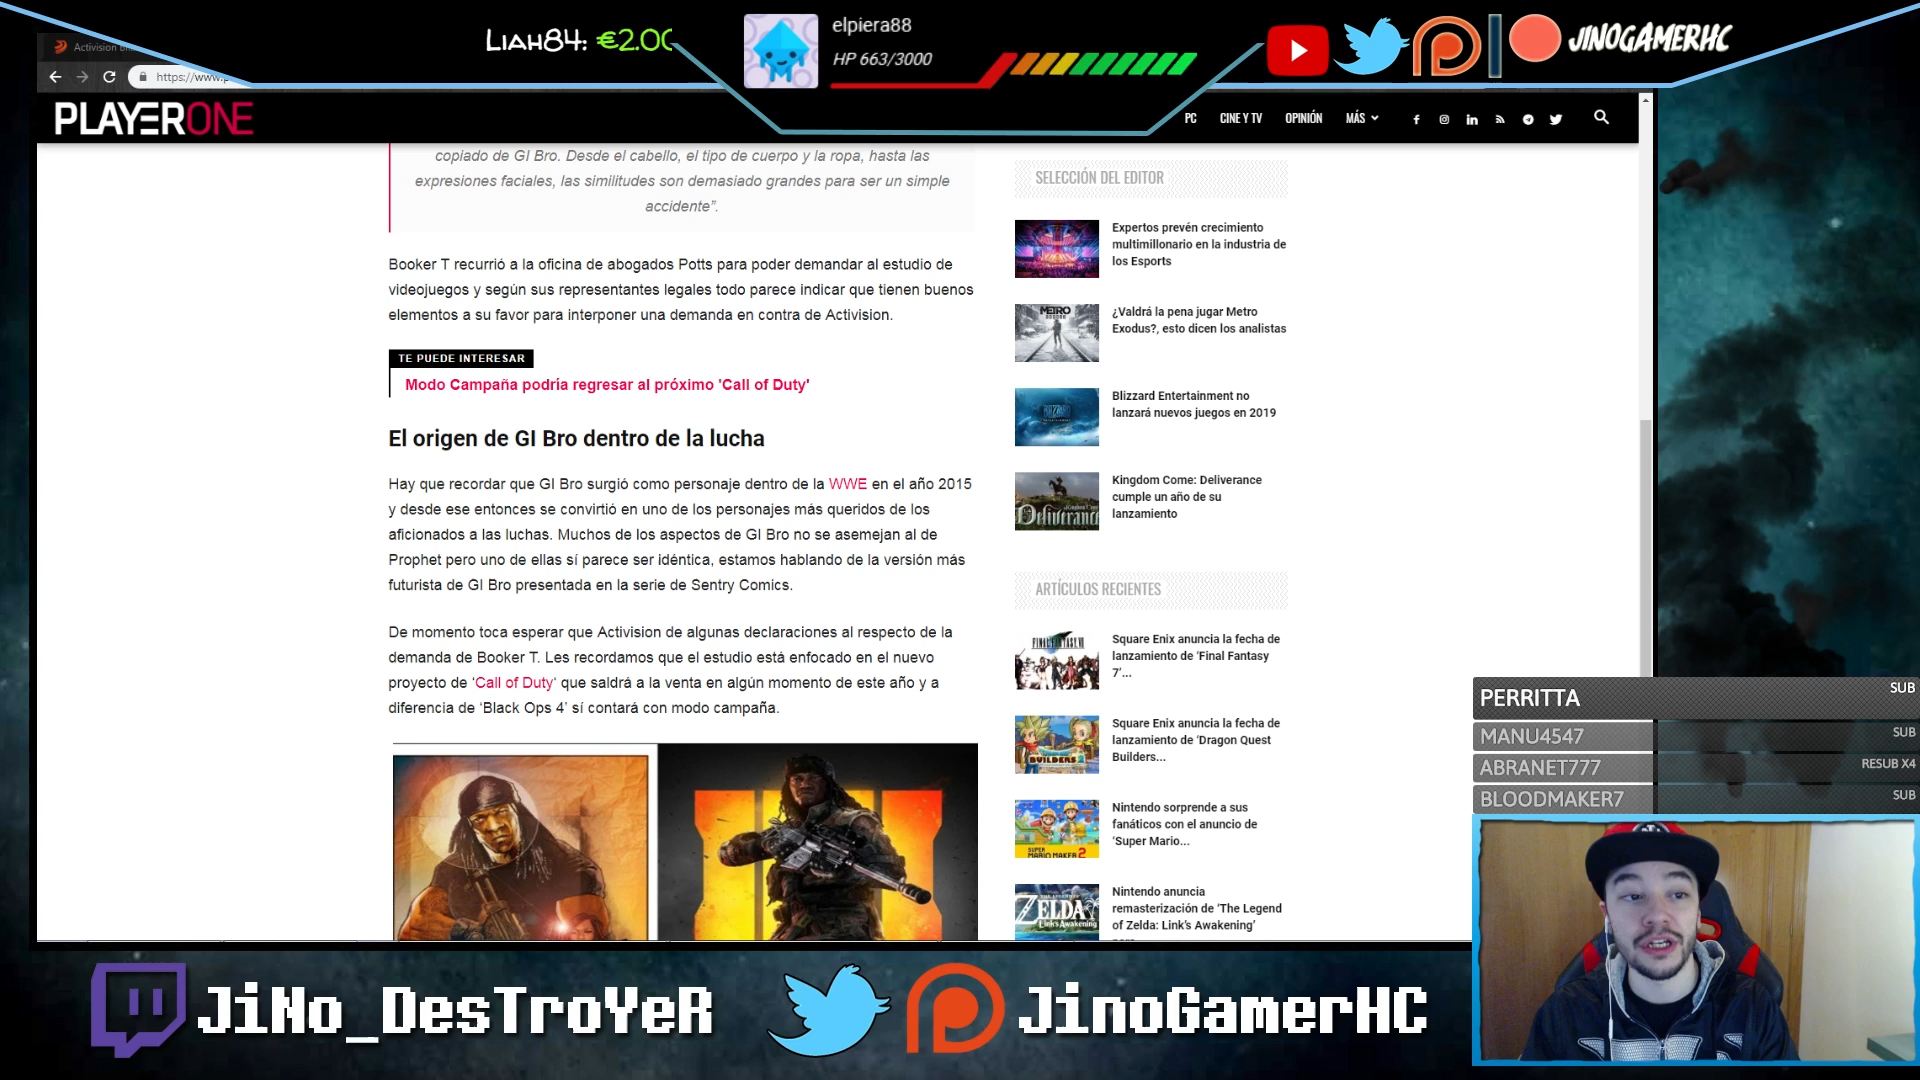 LIAH84: €2.00
elpiera88
HP 663/3000
JINOGAMERHC
Activision
https://www.p
PLAYERONE
PC CINE Y TV OPINIÓN MÁS
copiado de GI Bro. Desde el cabello, el tipo de cuerpo y la ropa, hasta las
expresiones faciales, las similitudes son demasiado grandes para ser un simple
accidente”.
Booker T recurrió a la oficina de abogados Potts para poder demandar al estudio de
videojuegos y según sus representantes legales todo parece indicar que tienen buenos
elementos a su favor para interponer una demanda en contra de Activision.
TE PUEDE INTERESAR
Modo Campaña podría regresar al próximo 'Call of Duty'
El origen de GI Bro dentro de la lucha
Hay que recordar que GI Bro surgió como personaje dentro de la WWE en el año 2015
y desde ese entonces se convirtió en uno de los personajes más queridos de los
aficionados a las luchas. Muchos de los aspectos de GI Bro no se asemejan al de
Prophet pero uno de ellas sí parece ser idéntica, estamos hablando de la versión más
futurista de GI Bro presentada en la serie de Sentry Comics.
De momento toca esperar que Activision de algunas declaraciones al respecto de la
demanda de Booker T. Les recordamos que el estudio está enfocado en el nuevo
proyecto de ‘Call of Duty‘ que saldrá a la venta en algún momento de este año y a
diferencia de ‘Black Ops 4’ sí contará con modo campaña.
SELECCIÓN DEL EDITOR
Expertos prevén crecimiento
multimillonario en la industria de
los Esports
METRO
¿Valdrá la pena jugar Metro
Exodus?, esto dicen los analistas
Blizzard Entertainment no
lanzará nuevos juegos en 2019
Deliverance
Kingdom Come: Deliverance
cumple un año de su
lanzamiento
ARTÍCULOS RECIENTES
FINAL FANTASY VII
Square Enix anuncia la fecha de
lanzamiento de ‘Final Fantasy
7’...
BUILDERS 2
Square Enix anuncia la fecha de
lanzamiento de ‘Dragon Quest
Builders...
SUPER
MARIO MAKER 2
Nintendo sorprende a sus
fanáticos con el anuncio de
‘Super Mario...
ZELDA
Link's Awakening
Nintendo anuncia
remasterización de ‘The Legend
of Zelda: Link’s Awakening’
PERRITTA SUB
MANU4547 SUB
ABRANET777 RESUB X4
BLOODMAKER7 SUB
JiNo_DesTroYeR
JinoGamerHC